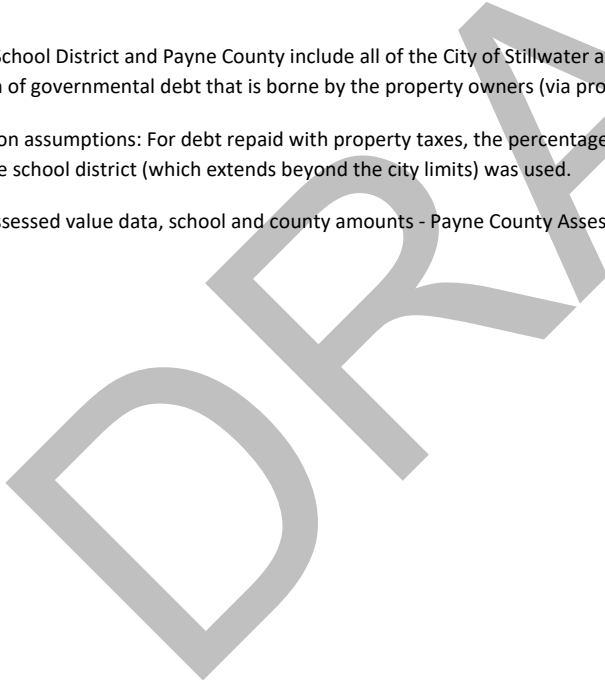 School District and Payne County include all of the City of Stillwater a
of governmental debt that is borne by the property owners (via pro
on assumptions: For debt repaid with property taxes, the percentage
e school district (which extends beyond the city limits) was used.
ssessed value data, school and county amounts - Payne County Asses
DRA